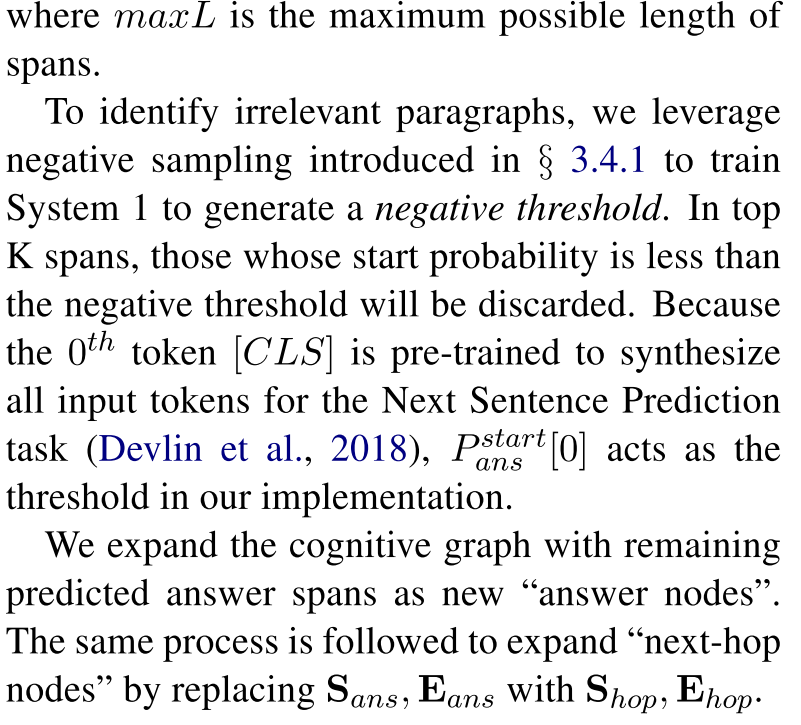 where maxL is the maximum possible length of
spans.
To identify irrelevant paragraphs, we leverage
negative sampling introduced in § 3.4.1 to train
System 1 to generate a negative threshold. In top
K spans, those whose start probability is less than
the negative threshold will be discarded. Because
the 0^{th} token [CLS] is pre-trained to synthesize
all input tokens for the Next Sentence Prediction
task (Devlin et al., 2018), P^{start}_{ans}[0] acts as the
threshold in our implementation.
We expand the cognitive graph with remaining
predicted answer spans as new “answer nodes”.
The same process is followed to expand “next-hop
nodes” by replacing S_{ans}, E_{ans} with S_{hop}, E_{hop}.